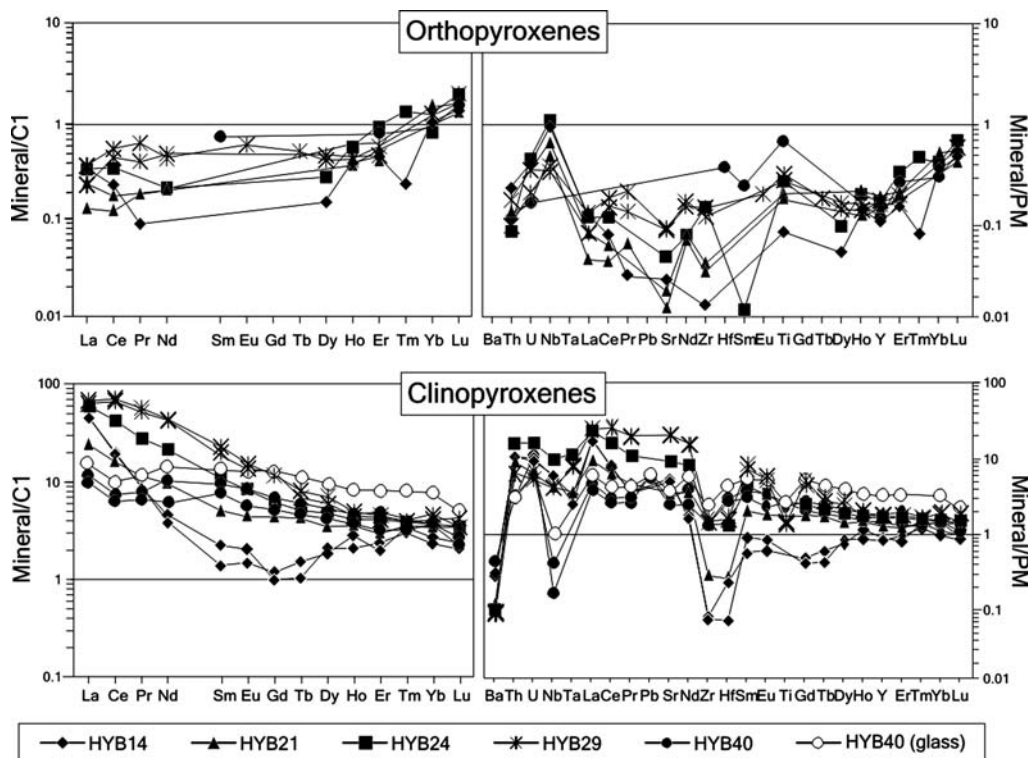 Orthopyroxenes
Mineral/C1
10
1
0.1
0.01
La Ce Pr Nd Sm Eu Gd Tb Dy Ho Er Tm Yb Lu
Mineral/PM
10
1
0.1
0.01
Ba Th U Nb Ta La Ce Pr Pb Sr Nd Zr Hf Sm Eu Ti Gd Tb Dy Ho Y Er Tm Yb Lu
Clinopyroxenes
Mineral/C1
100
10
1
0.1
La Ce Pr Nd Sm Eu Gd Tb Dy Ho Er Tm Yb Lu
Mineral/PM
100
10
1
0.1
0.01
Ba Th U Nb Ta La Ce Pr Pb Sr Nd Zr Hf Sm Eu Ti Gd Tb Dy Ho Y Er Tm Yb Lu
HYB14 HYB21 HYB24 HYB29 HYB40 HYB40 (glass)